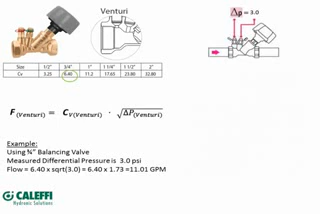 Venturi
Δp = 3.0
Size 1/2" 3/4" 1" 1 1/4" 1 1/2" 2"
Cv 3.25 6.40 11.2 17.65 23.80 32.80
F (Venturi) = C V(Venturi) · √ΔP(Venturi)
Example:
Using ¾" Balancing Valve
Measured Differential Pressure is 3.0 psi
Flow = 6.40 x sqrt(3.0) = 6.40 x 1.73 =11.01 GPM
CALEFFI
Hydronic Solutions